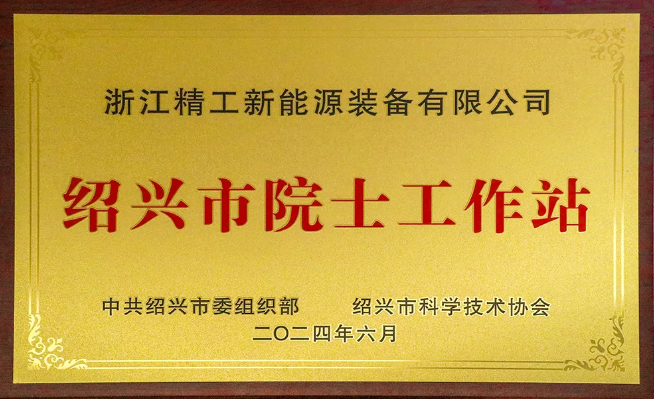 浙江精工新能源装备有限公司
绍兴市院士工作站
中共绍兴市委组织部 绍兴市科学技术协会
二〇二四年六月